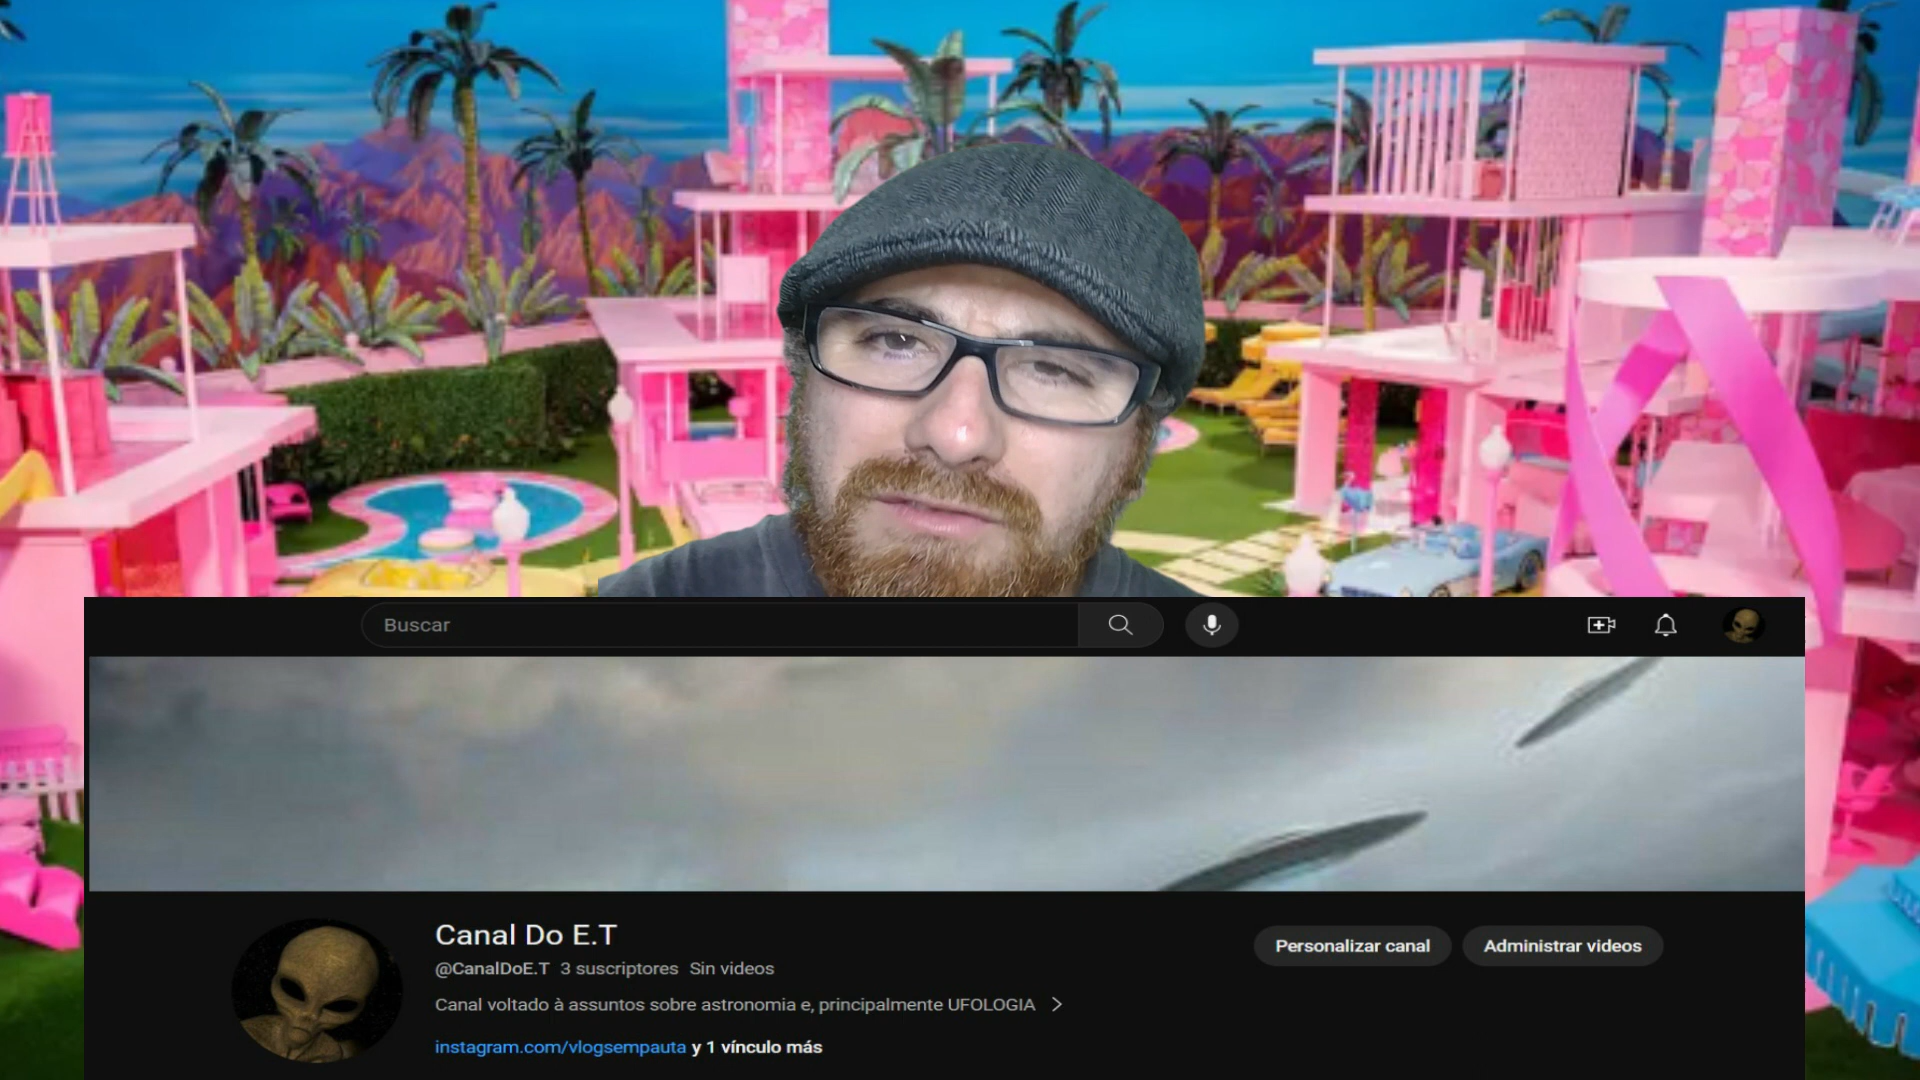 Buscar
Canal Do E.T
@CanalDoE.T 3 suscriptores Sin videos
Personalizar canal
Administrar videos
Canal voltado à assuntos sobre astronomia e, principalmente UFOLOGIA
instagram.com/vlogsempauta y 1 vínculo más